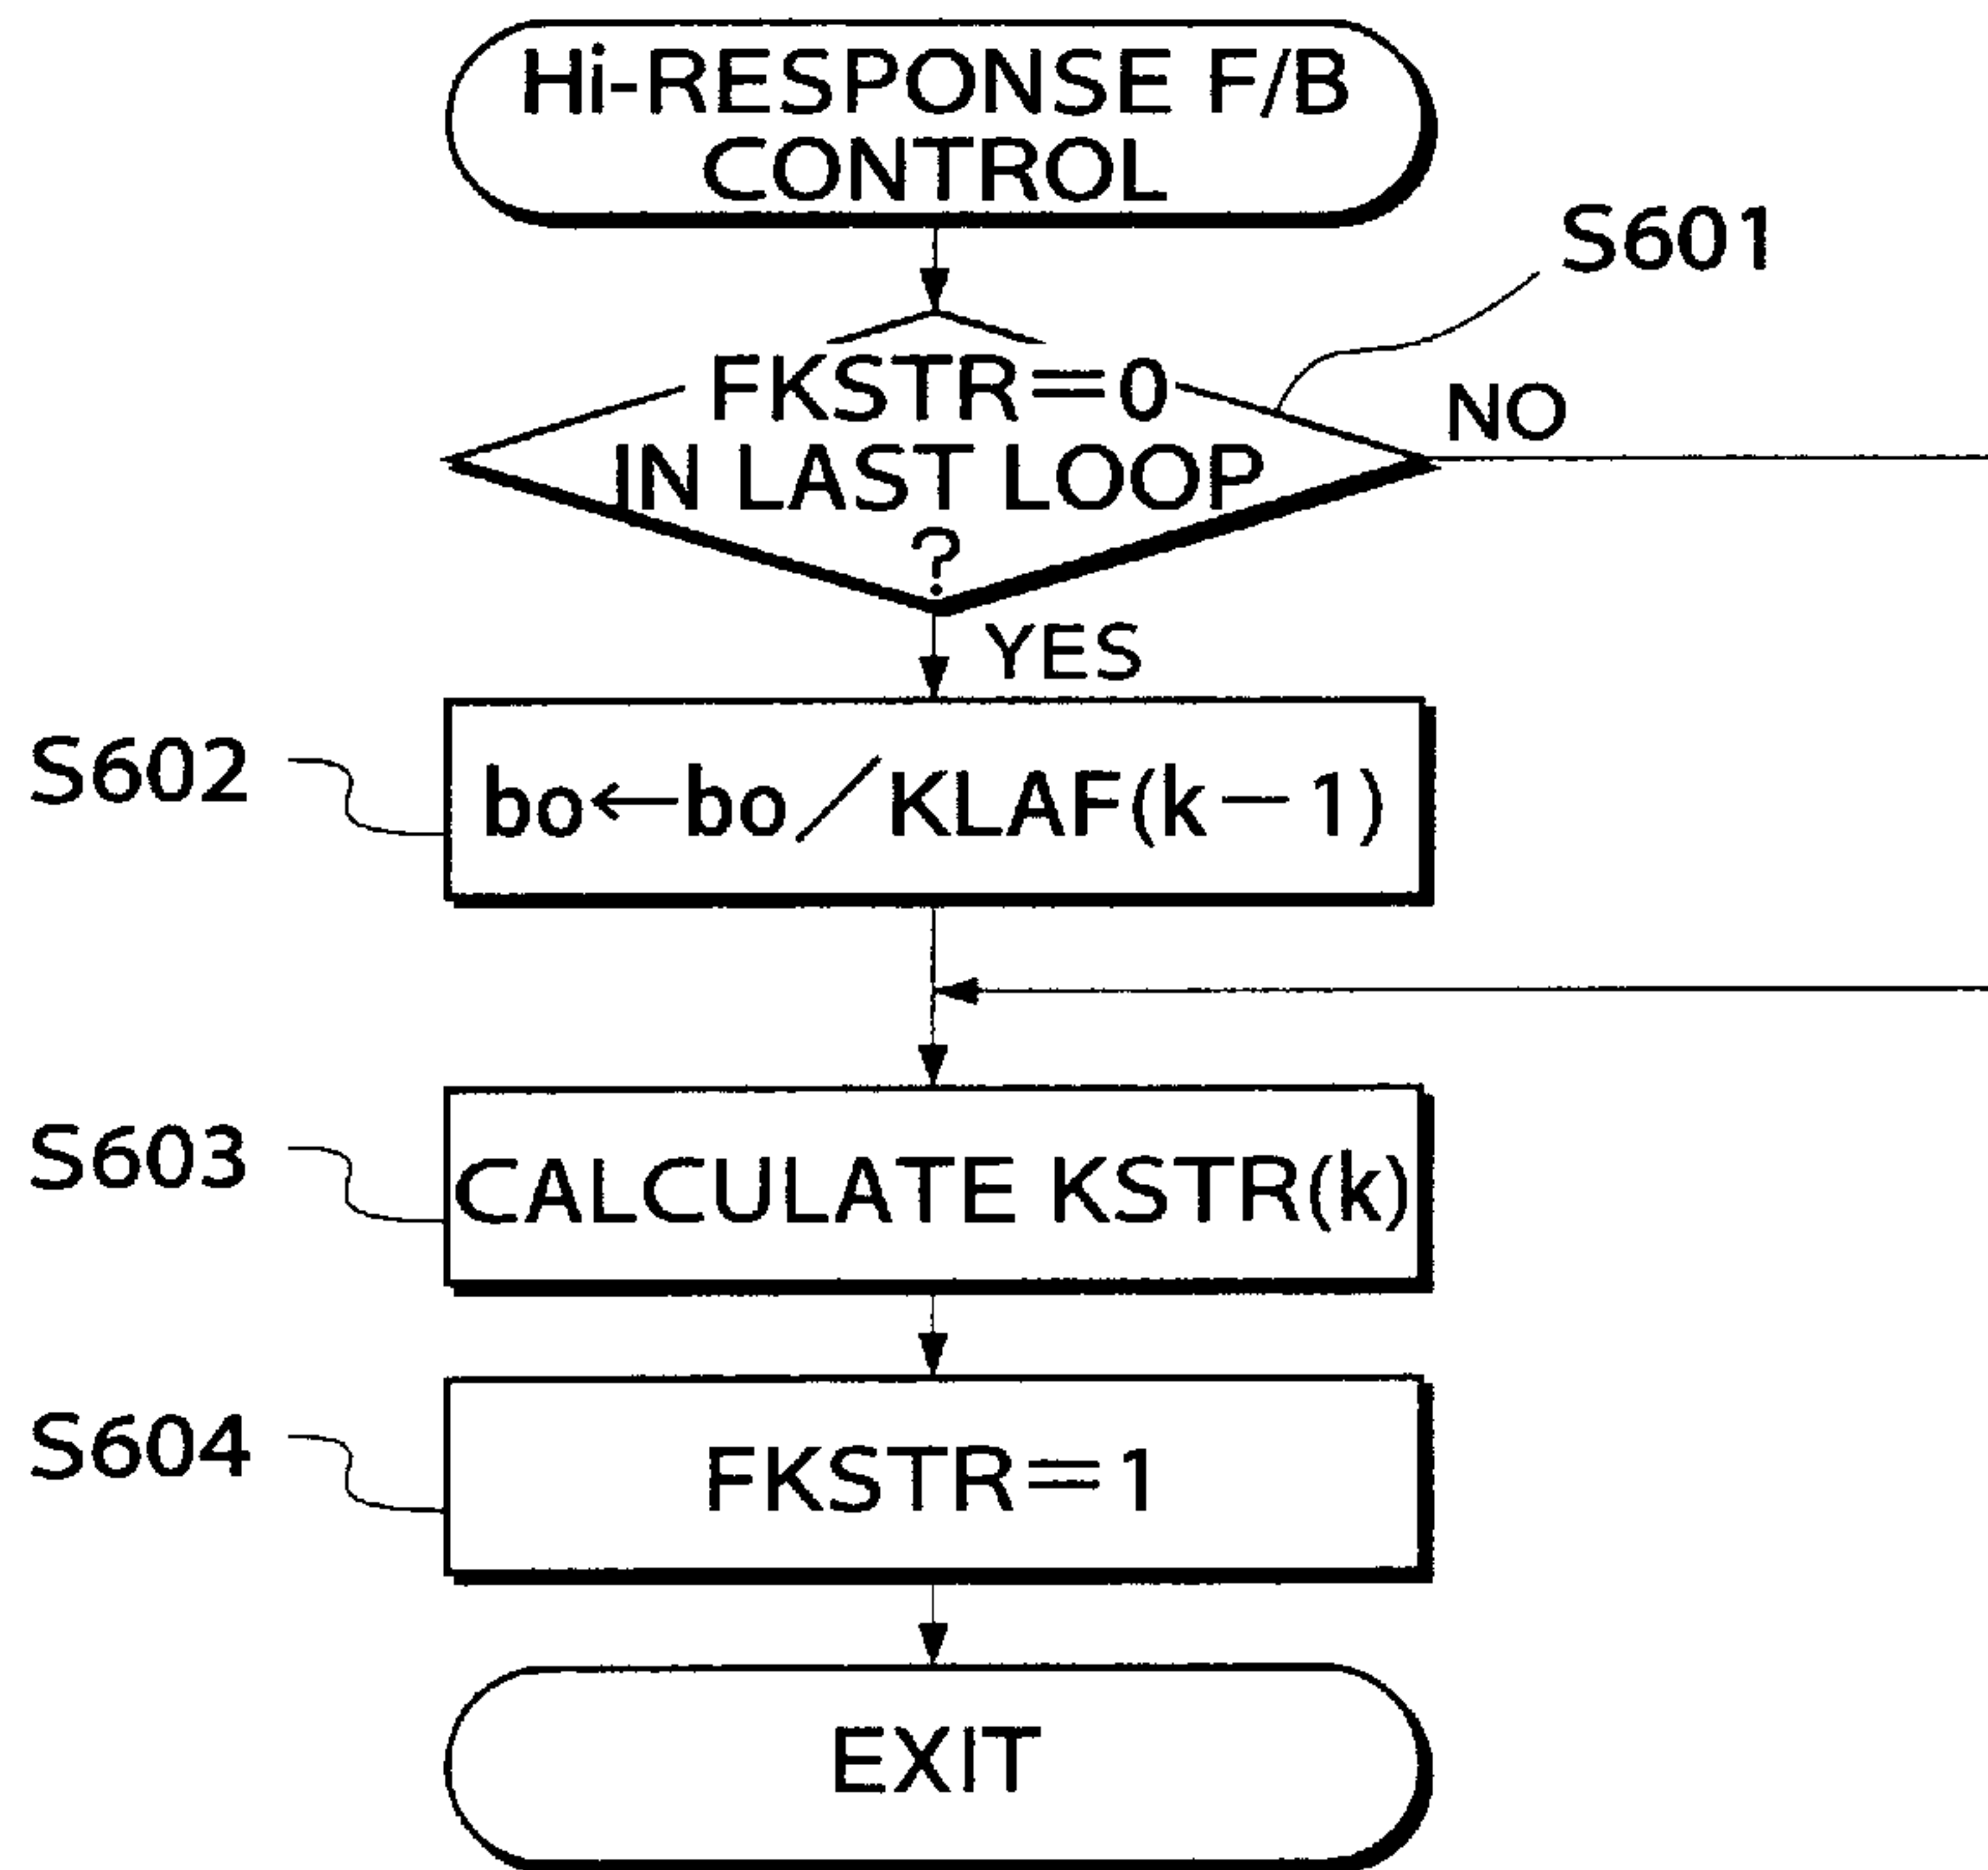 Hi-RESPONSE F/B
CONTROL
S601
FKSTR=0
IN LAST LOOP
?
NO
YES
S602
bo←bo/KLAF(k-1)
S603
CALCULATE KSTR(k)
S604
FKSTR=1
EXIT